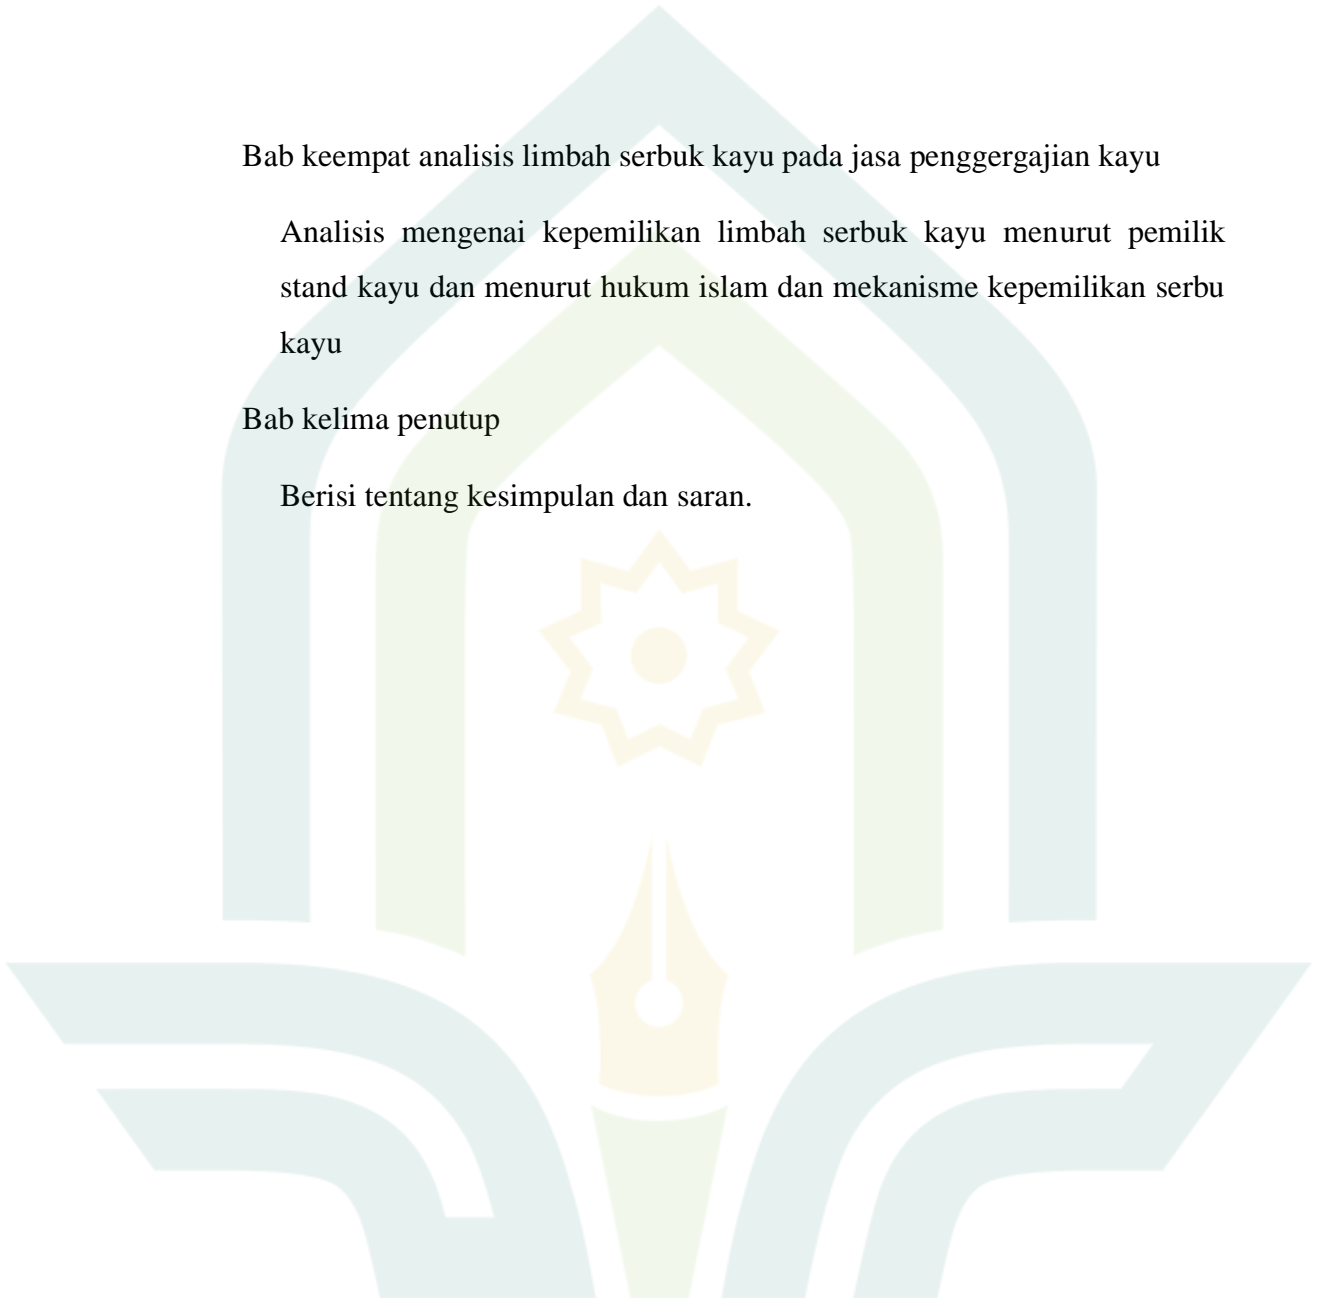 Bab keempat analisis limbah serbuk kayu pada jasa penggergajian kayu
Analisis mengenai kepemilikan limbah serbuk kayu menurut pemilik
stand kayu dan menurut hukum islam dan mekanisme kepemilikan serbu
kayu
Bab kelima penutup
Berisi tentang kesimpulan dan saran.